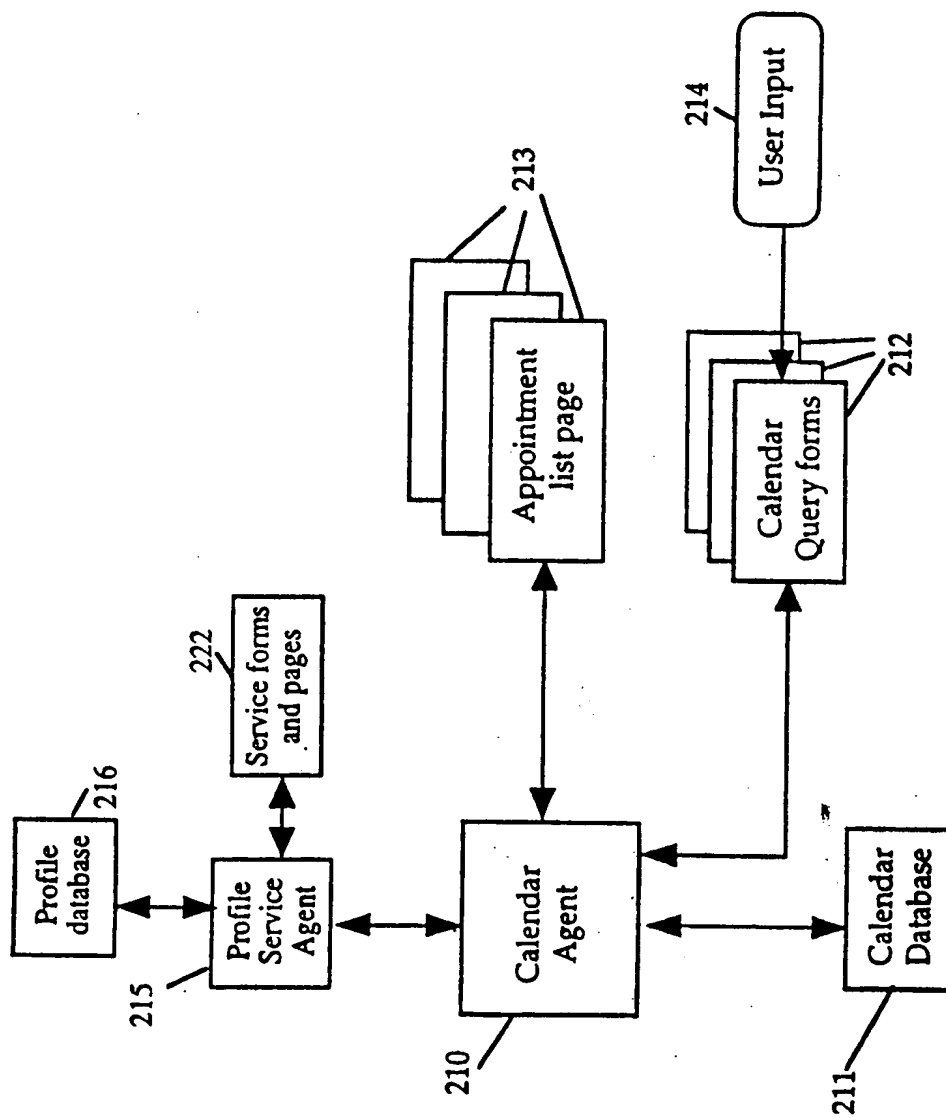 216
Profile
database
222
Service forms
and pages
215
Profile
Service
Agent
213
Appointment
list page
214
User Input
210
Calendar
Agent
212
Calendar
Query forms
211
Calendar
Database